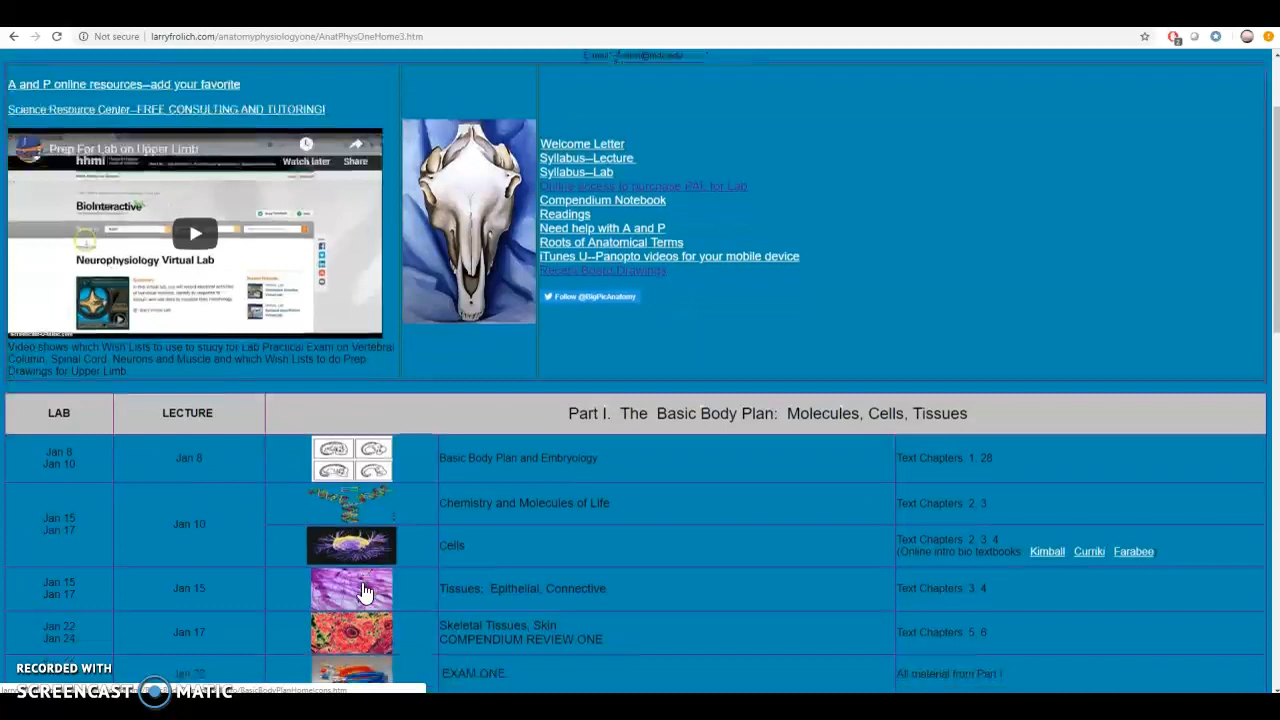 Not secure | larryfrolich.com/anatomyphysiologyone/AnatPhysOneHome3.htm
A and P online resources--add your favorite
Science Resource Center--FREE CONSULTING AND TUTORING!
Prep For Lab on Upper Limb
Watch later
Share
hhmi
BioInteractive
Neurophysiology Virtual Lab
Video shows which Wish Lists to use to study for Lab Practical Exam on Vertebral
Column, Spinal Cord, Neurons and Muscle and which Wish Lists to do Prep
Drawings for Upper Limb
Welcome Letter
Syllabus--Lecture
Syllabus--Lab
Online access to purchase PAL for Lab
Compendium Notebook
Readings
Need help with A and P
Roots of Anatomical Terms
iTunes U--Panopto videos for your mobile device
Recent Board Drawings
Follow @BigPicAnatomy
LAB LECTURE Part I. The Basic Body Plan: Molecules, Cells, Tissues
Jan 8
Jan 10
Jan 8
Basic Body Plan and Embryology
Text Chapters 1, 28
Jan 15
Jan 17
Jan 10
Chemistry and Molecules of Life
Text Chapters 2, 3
Cells
Text Chapters 2, 3, 4
(Online intro bio textbooks Kimball Curriki Farabee)
Jan 15
Jan 17
Jan 15
Tissues: Epithelial, Connective
3, 4
Jan 22
Jan 24
Jan 17
Skeletal Tissues, Skin
COMPENDIUM REVIEW ONE
Text Chapters 5, 6
Jan 22
EXAM ONE
All material from Part I
RECORDED WITH
SCREENCAST MATIC